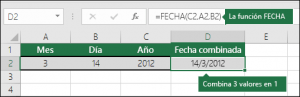 D2 =FECHA(C2,A2,B2) La función FECHA
A B C D E F
1 Mes Día Año Fecha combinada
2 3 14 2012 14/3/2012
Combina 3 valores en 1